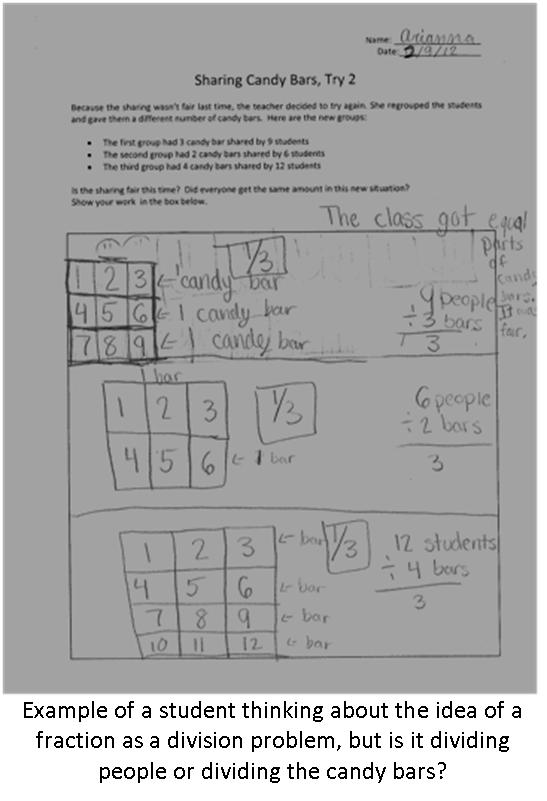 Name: Arianna
Date: 2/9/12
Sharing Candy Bars, Try 2
Because the sharing wasn't fair last time, the teacher decided to try again. She regrouped the students
and gave them a different number of candy bars. Here are the new groups:
• The first group had 3 candy bar shared by 9 students
• The second group had 2 candy bars shared by 6 students
• The third group had 4 candy bars shared by 12 students
Is the sharing fair this time? Did everyone get the same amount in this new situation?
Show your work in the box below.
The class got equal
parts
of
candy
bars.
fair.
1/3
1 2 3 ← 1 candy bar
4 5 6 ← 1 candy bar
7 8 9 ← 1 candy bar
9 people
÷ 3 bars
3
1 bar
1 2 3
4 5 6 ← 1 bar
1/3
6 people
÷ 2 bars
3
1 2 3 ← bar
4 5 6 ← bar
7 8 9 ← bar
10 11 12 ← bar
1/3
12 students
÷ 4 bars
3
Example of a student thinking about the idea of a
fraction as a division problem, but is it dividing
people or dividing the candy bars?